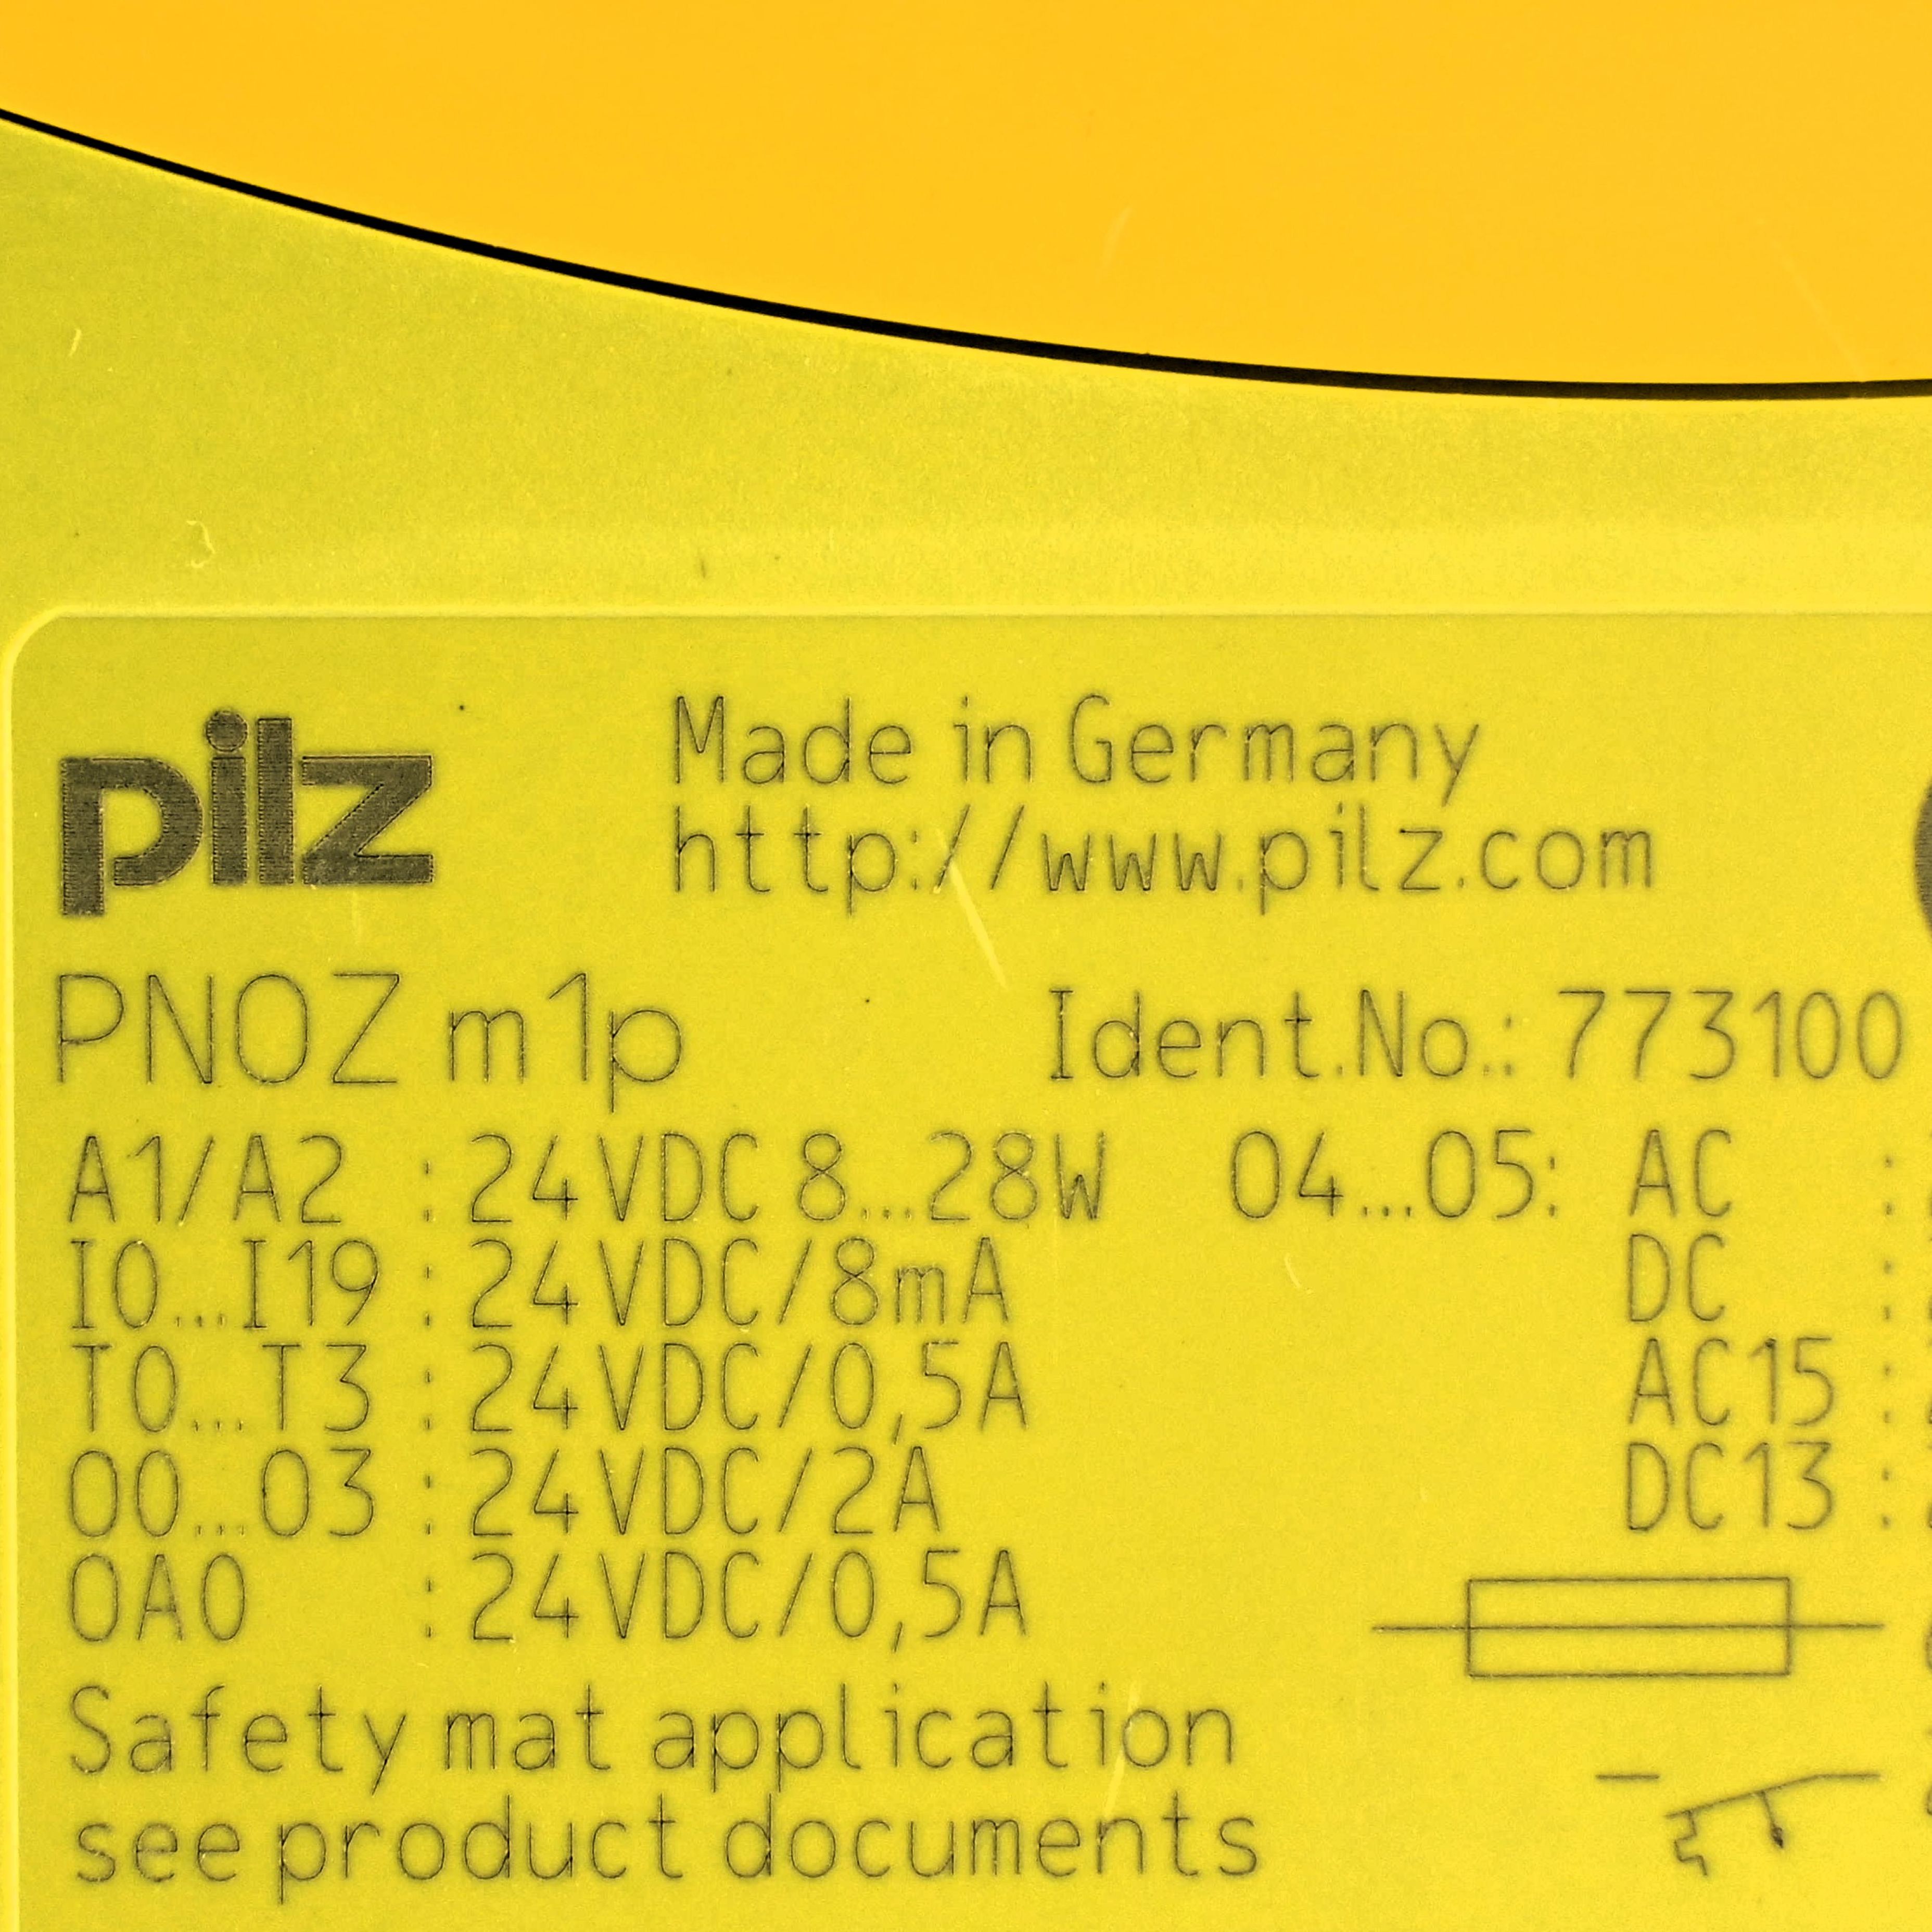 pilz
Made in Germany
http://www.pilz.com
PNOZ m1p Ident.No.: 773100
A1/A2 : 24VDC 8...28W 04...05: AC :
I0...I19 : 24VDC/8mA DC :
T0...T3 : 24VDC/0,5A AC15 :
O0...O3 : 24VDC/2A DC13 :
OA0 : 24VDC/0,5A
Safety mat application
see product documents